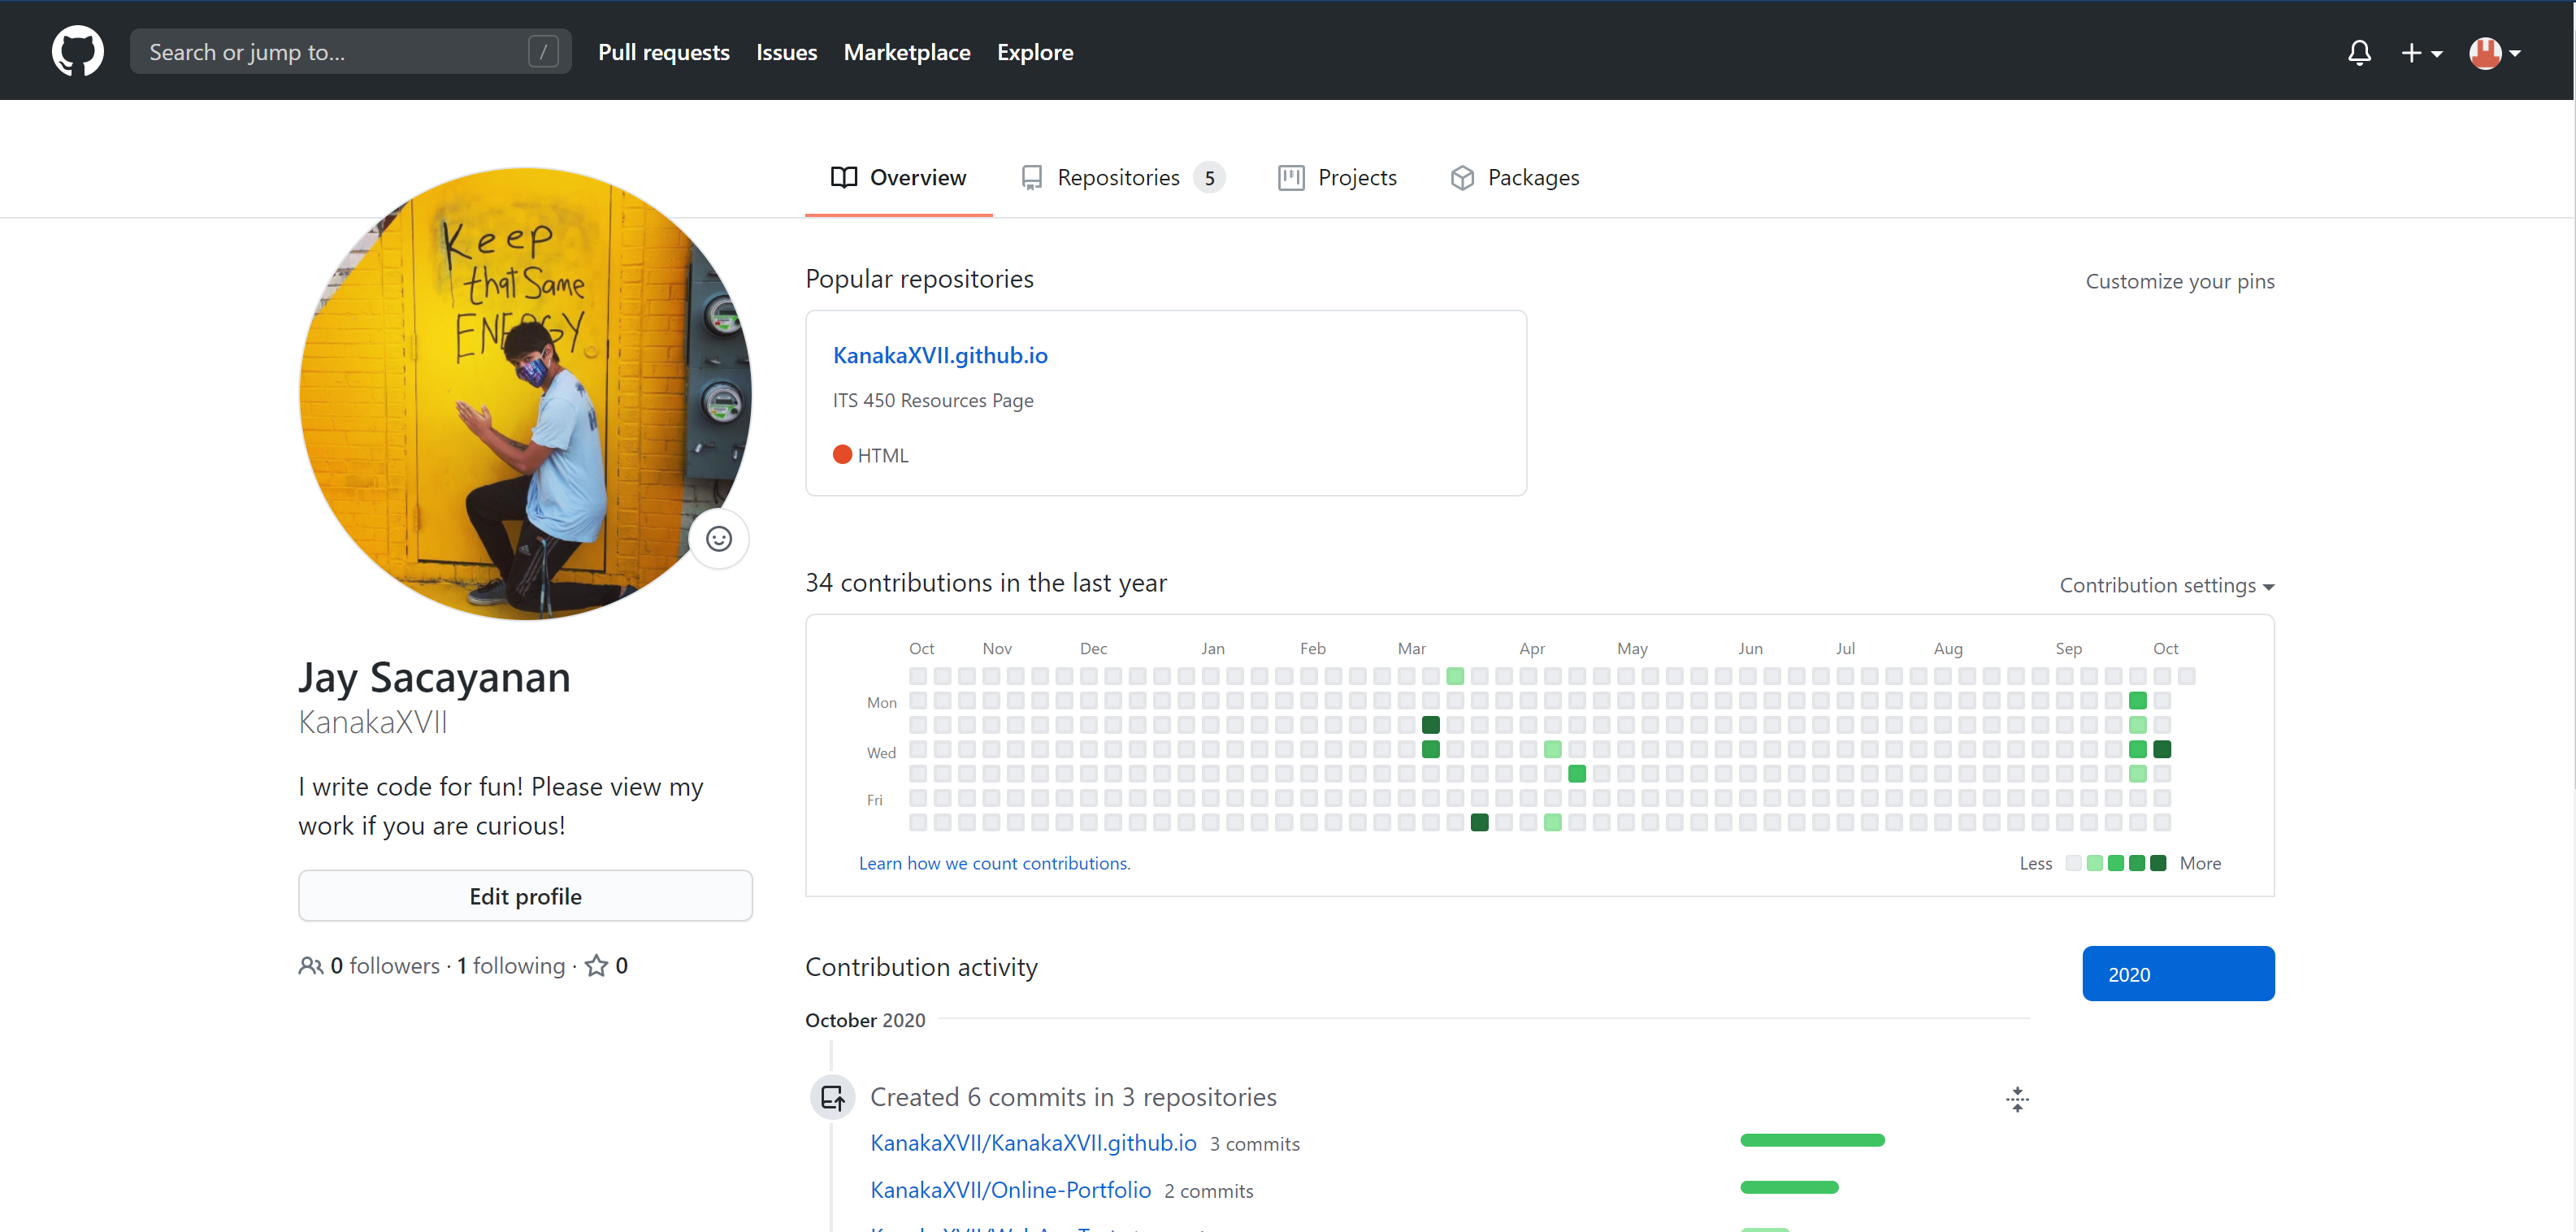 Search or jump to... /
Pull requests
Issues
Marketplace
Explore
Overview
Repositories 5
Projects
Packages
Keep
that Same
ENERGY
Jay Sacayanan
KanakaXVII
I write code for fun! Please view my
work if you are curious!
Edit profile
0 followers · 1 following · 0
Popular repositories
Customize your pins
KanakaXVII.github.io
ITS 450 Resources Page
HTML
34 contributions in the last year
Contribution settings
Oct Nov Dec Jan Feb Mar Apr May Jun Jul Aug Sep Oct
Mon
Wed
Fri
Learn how we count contributions.
Less More
Contribution activity
2020
October 2020
Created 6 commits in 3 repositories
KanakaXVII/KanakaXVII.github.io 3 commits
KanakaXVII/Online-Portfolio 2 commits